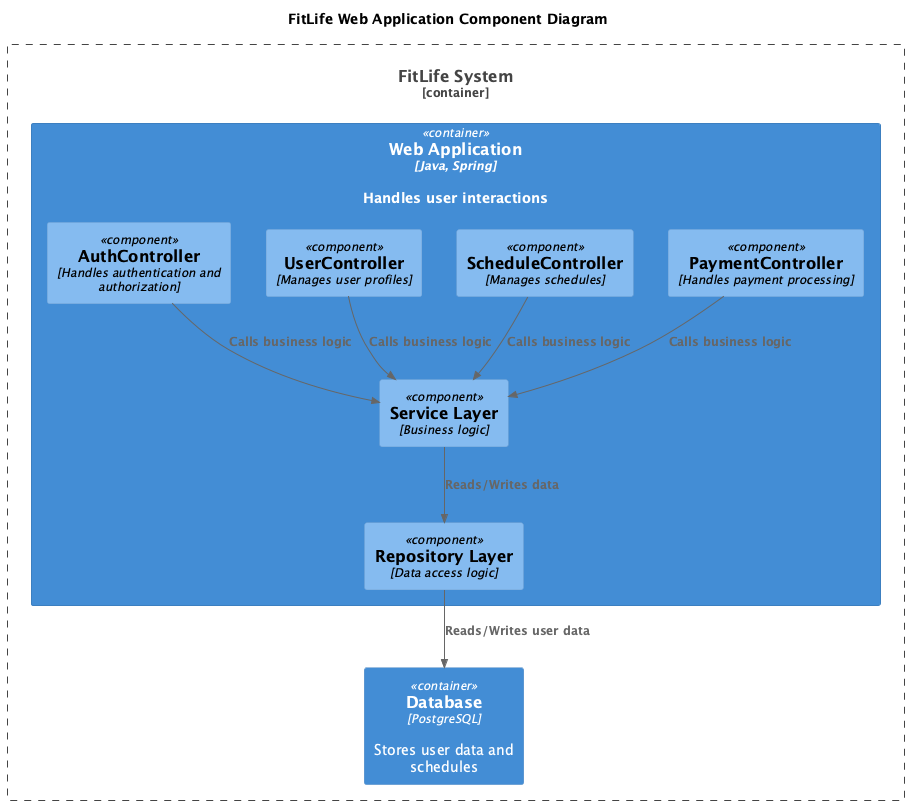 FitLife Web Application Component Diagram
FitLife System
[container]
«container»
Web Application
[Java, Spring]
Handles user interactions
«component»
AuthController
[Handles authentication and
authorization]
«component»
UserController
[Manages user profiles]
«component»
ScheduleController
[Manages schedules]
«component»
PaymentController
[Handles payment processing]
Calls business logic
Calls business logic
Calls business logic
Calls business logic
«component»
Service Layer
[Business logic]
Reads/Writes data
«component»
Repository Layer
[Data access logic]
Reads/Writes user data
«container»
Database
[PostgreSQL]
Stores user data and
schedules